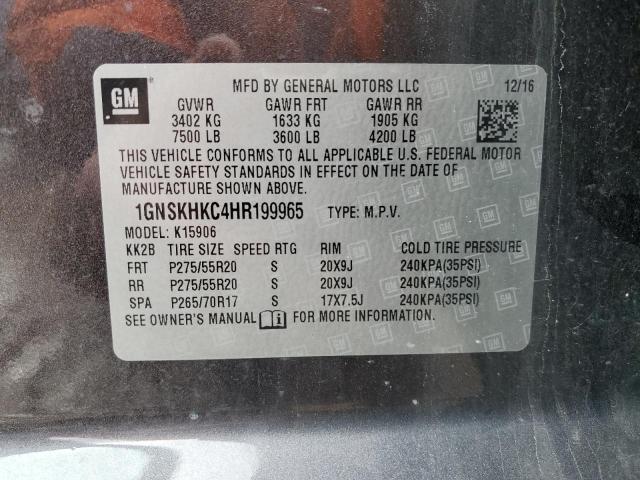 GM
MFD BY GENERAL MOTORS LLC 12/16
GVWR GAWR FRT GAWR RR
3402 KG 1633 KG 1905 KG
7500 LB 3600 LB 4200 LB
THIS VEHICLE CONFORMS TO ALL APPLICABLE U.S. FEDERAL MOTOR
VEHICLE SAFETY STANDARDS IN EFFECT ON THE DATE OF
MANUFACTURE SHOWN ABOVE.
1GNSKHKC4HR199965 TYPE: M.P.V.
MODEL: K15906
KK2B TIRE SIZE SPEED RTG RIM COLD TIRE PRESSURE
FRT P275/55R20 S 20X9J 240KPA(35PSI)
RR P275/55R20 S 20X9J 240KPA(35PSI)
SPA P265/70R17 S 17X7.5J 240KPA(35PSI)
SEE OWNER'S MANUAL FOR MORE INFORMATION.